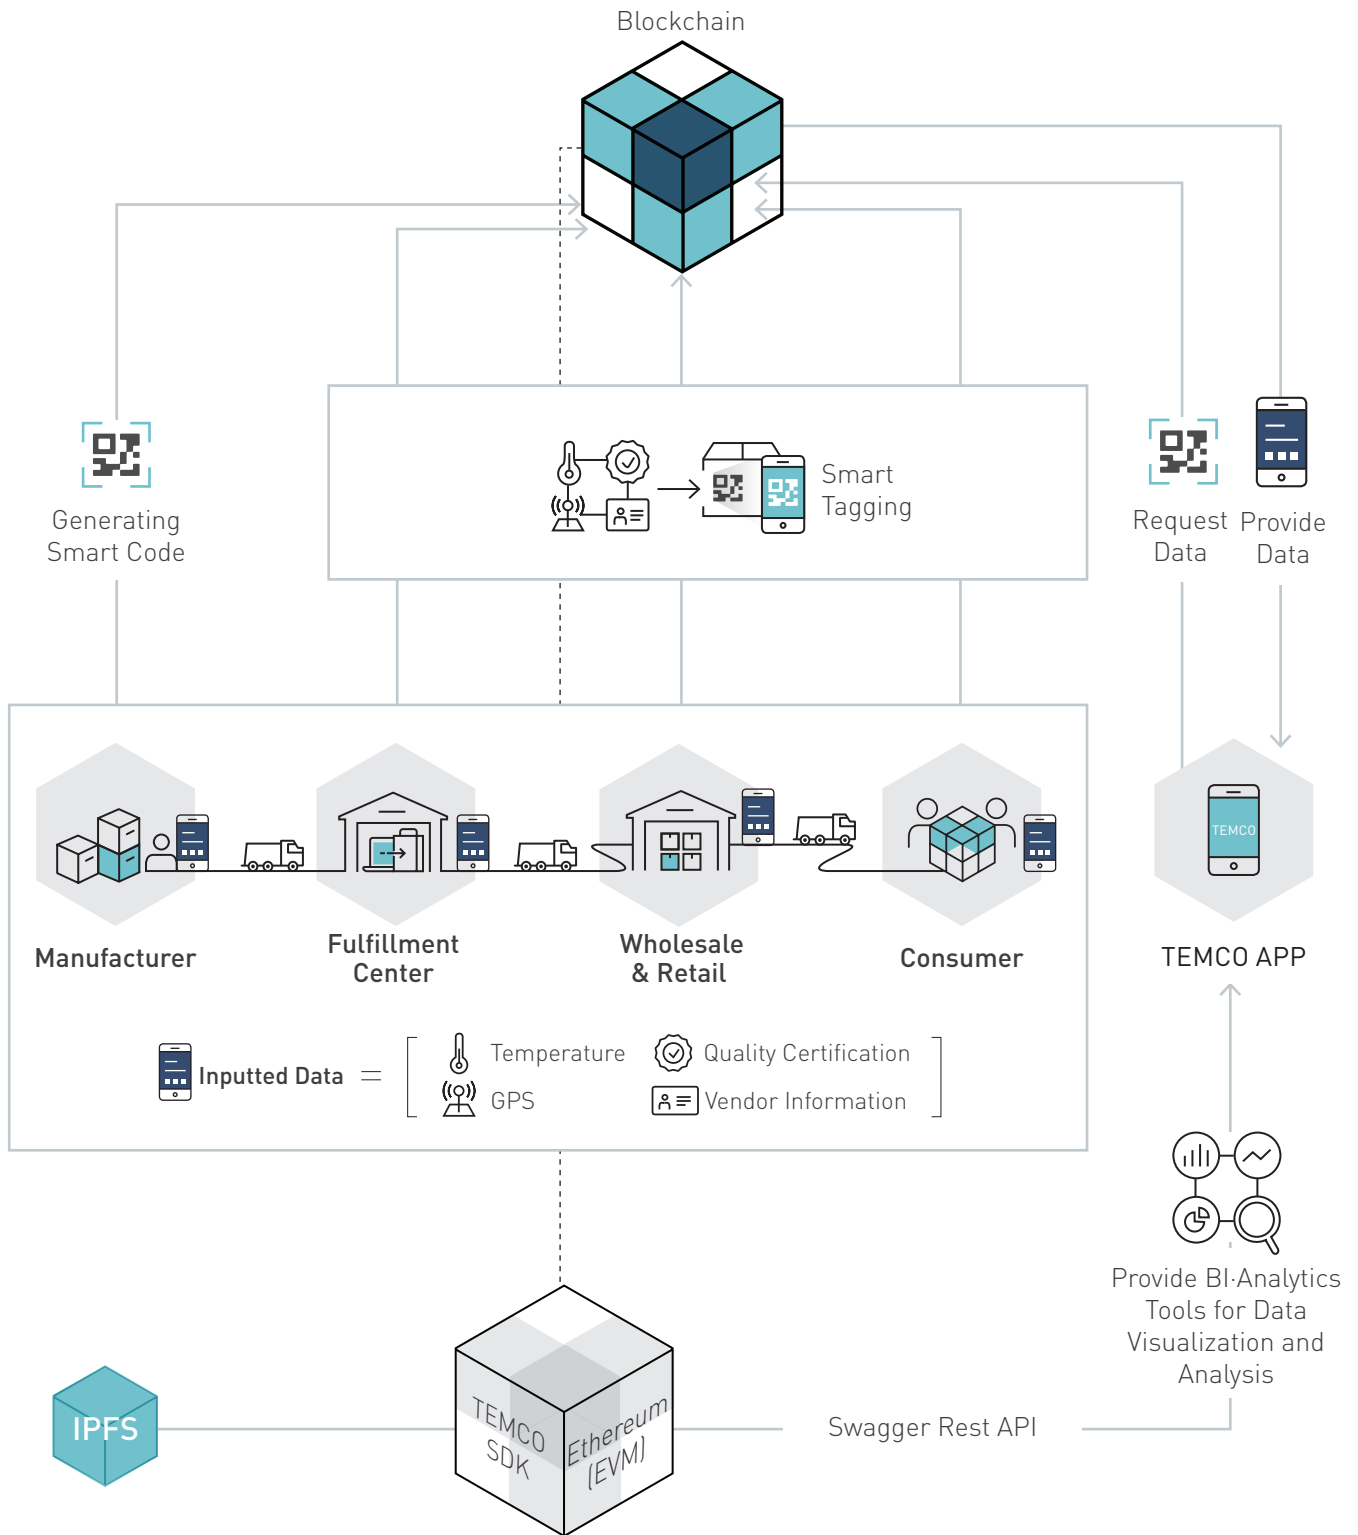 Blockchain
Generating
Smart Code
Smart
Tagging
Request
Data
Provide
Data
TEMCO
Manufacturer
Fulfillment
Center
Wholesale
& Retail
Consumer
TEMCO APP
Inputted Data =
Temperature
Quality Certification
GPS
Vendor Information
Provide BI·Analytics
Tools for Data
Visualization and
Analysis
IPFS
TEMCO
SDK
Ethereum
(EVM)
Swagger Rest API